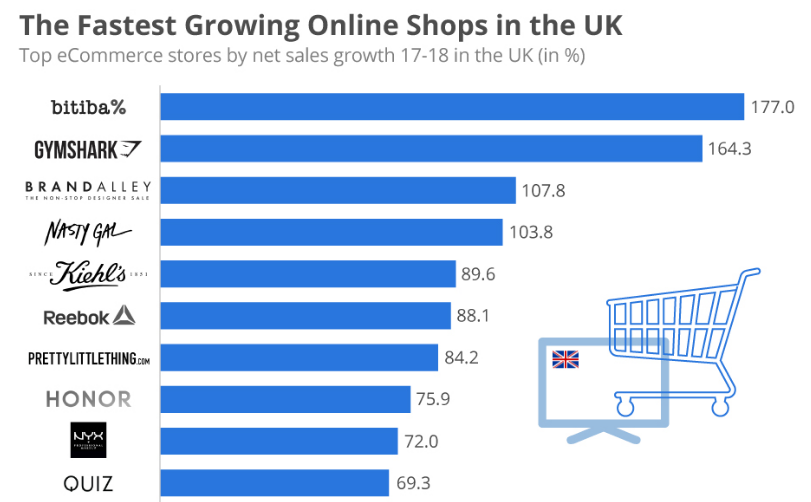 The Fastest Growing Online Shops in the UK
Top eCommerce stores by net sales growth 17-18 in the UK (in %)
bitiba% 177.0
GYMSHARK 164.3
BRANDALLEY 107.8
THE NON-STOP DESIGNER SALE
NASTY GAL 103.8
SINCE Kiehl's 1851 89.6
Reebok 88.1
PRETTYLITTLETHING.COM 84.2
HONOR 75.9
NYX 72.0
PROFESSIONAL MAKEUP
QUIZ 69.3